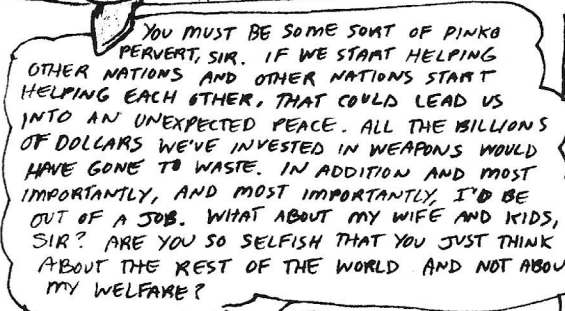 YOU MUST BE SOME SORT OF PINKO
PERVERT, SIR. IF WE START HELPING
OTHER NATIONS AND OTHER NATIONS START
HELPING EACH OTHER, THAT COULD LEAD US
INTO AN UNEXPECTED PEACE. ALL THE BILLIONS
OF DOLLARS WE'VE INVESTED IN WEAPONS WOULD
HAVE GONE TO WASTE. IN ADDITION AND MOST
IMPORTANTLY, AND MOST IMPORTANTLY, I'D BE
OUT OF A JOB. WHAT ABOUT MY WIFE AND KIDS,
SIR? ARE YOU SO SELFISH THAT YOU JUST THINK
ABOUT THE REST OF THE WORLD AND NOT ABOU
MY WELFARE?